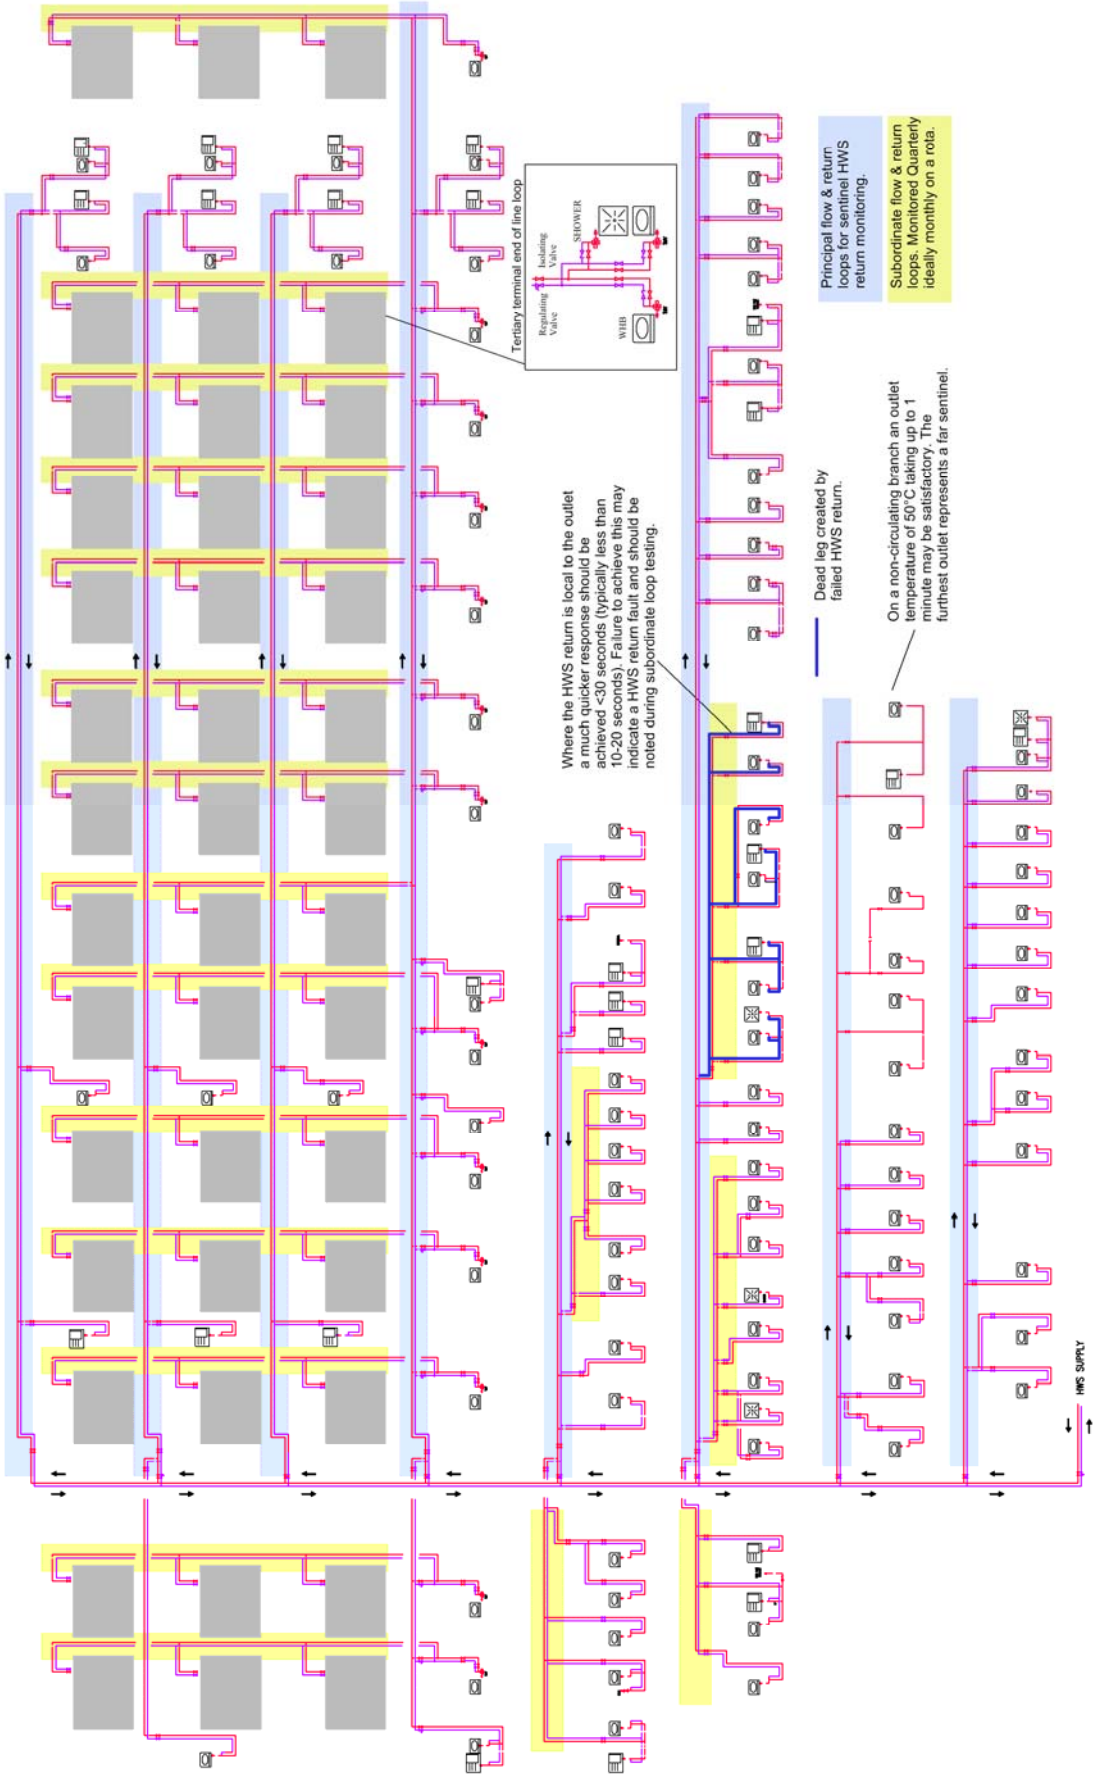 Tertiary terminal end of line loop
Regulating
Valve
Isolating
Valve
SHOWER
WHB
Principal flow & return
loops for sentinel HWS
return monitoring.
Subordinate flow & return
loops. Monitored Quarterly
ideally monthly on a rota.
Where the HWS return is local to the outlet
a much quicker response should be
achieved <30 seconds (typically less than
10-20 seconds). Failure to achieve this may
indicate a HWS return fault and should be
noted during subordinate loop testing.
Dead leg created by
failed HWS return.
On a non-circulating branch an outlet
temperature of 50°C taking up to 1
minute may be satisfactory. The
furthest outlet represents a far sentinel.
HWS SUPPLY